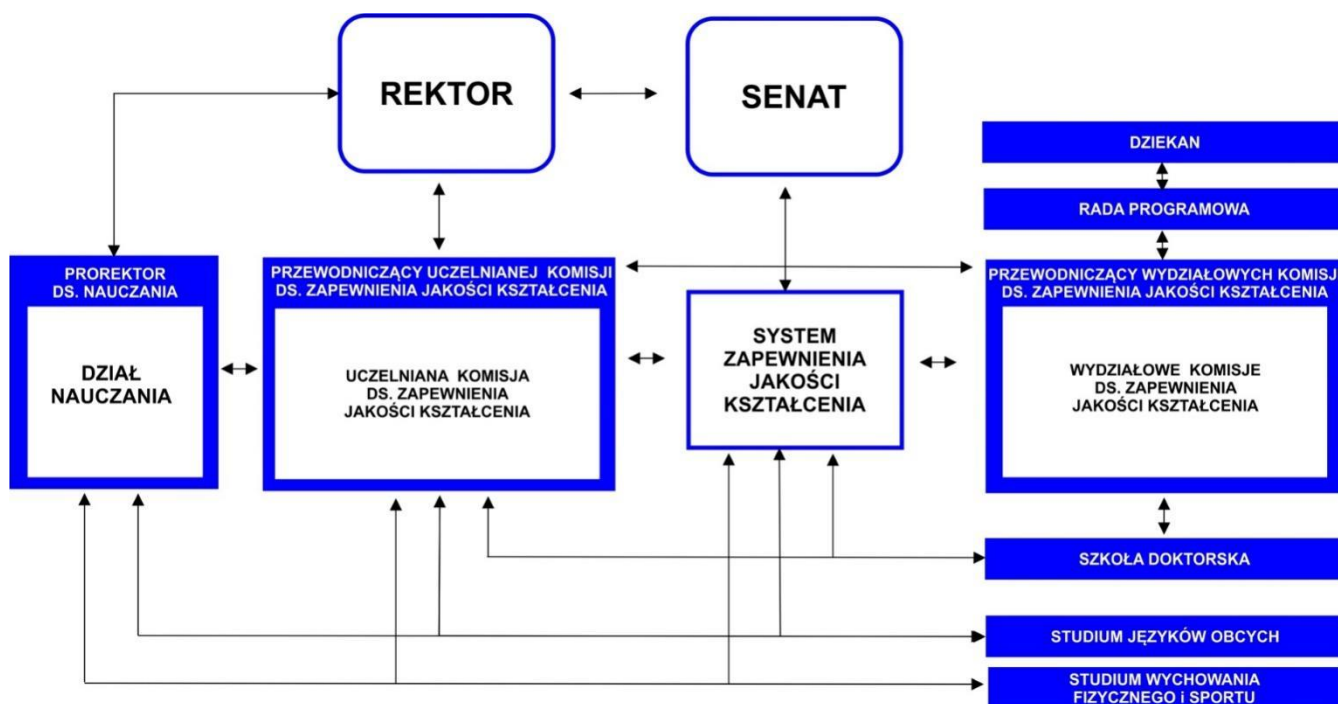 REKTOR
SENAT
DZIEKAN
RADA PROGRAMOWA
PROREKTOR
DS. NAUCZANIA
DZIAŁ
NAUCZANIA
PRZEWODNICZĄCY UCZELNIANEJ KOMISJI
DS. ZAPEWNIENIA JAKOŚCI KSZTAŁCENIA
UCZELNIANA KOMISJA
DS. ZAPEWNIENIA
JAKOŚCI KSZTAŁCENIA
SYSTEM
ZAPEWNIENIA
JAKOŚCI
KSZTAŁCENIA
PRZEWODNICZĄCY WYDZIAŁOWYCH KOMISJI
DS. ZAPEWNIENIA JAKOŚCI KSZTAŁCENIA
WYDZIAŁOWE KOMISJE
DS. ZAPEWNIENIA
JAKOŚCI KSZTAŁCENIA
SZKOŁA DOKTORSKA
STUDIUM JĘZYKÓW OBCYCH
STUDIUM WYCHOWANIA
FIZYCZNEGO i SPORTU